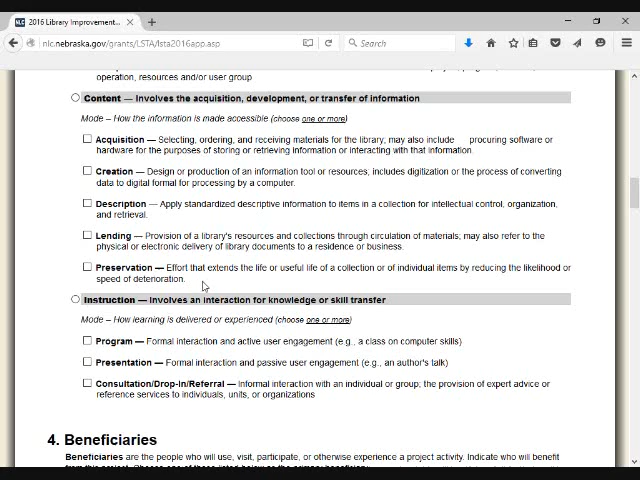 2016 Library Improvement...
nlc.nebraska.gov/grants/LSTA/lsta2016app.asp
Search
operation, resources and/or user group
Content — Involves the acquisition, development, or transfer of information
Mode – How the information is made accessible (choose one or more)
Acquisition — Selecting, ordering, and receiving materials for the library; may also include procuring software or
hardware for the purposes of storing or retrieving information or interacting with that information.
Creation — Design or production of an information tool or resources, includes digitization or the process of converting
data to digital format for processing by a computer.
Description — Apply standardized descriptive information to items in a collection for intellectual control, organization,
and retrieval.
Lending — Provision of a library's resources and collections through circulation of materials; may also refer to the
physical or electronic delivery of library documents to a residence or business.
Preservation — Effort that extends the life or useful life of a collection or of individual items by reducing the likelihood or
speed of deterioration.
Instruction — Involves an interaction for knowledge or skill transfer
Mode – How learning is delivered or experienced (choose one or more)
Program — Formal interaction and active user engagement (e.g., a class on computer skills)
Presentation — Formal interaction and passive user engagement (e.g., an author's talk)
Consultation/Drop-In/Referral — Informal interaction with an individual or group; the provision of expert advice or
reference services to individuals, units, or organizations
4. Beneficiaries
Beneficiaries are the people who will use, visit, participate, or otherwise experience a project activity. Indicate who will benefit